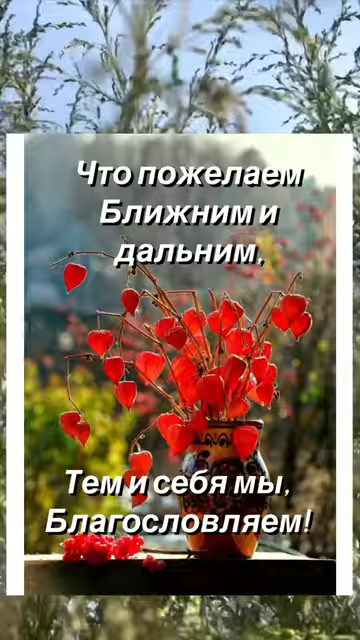 Что пожелаем
Ближним и
дальним,
Тем и себя мы,
Благословляем!